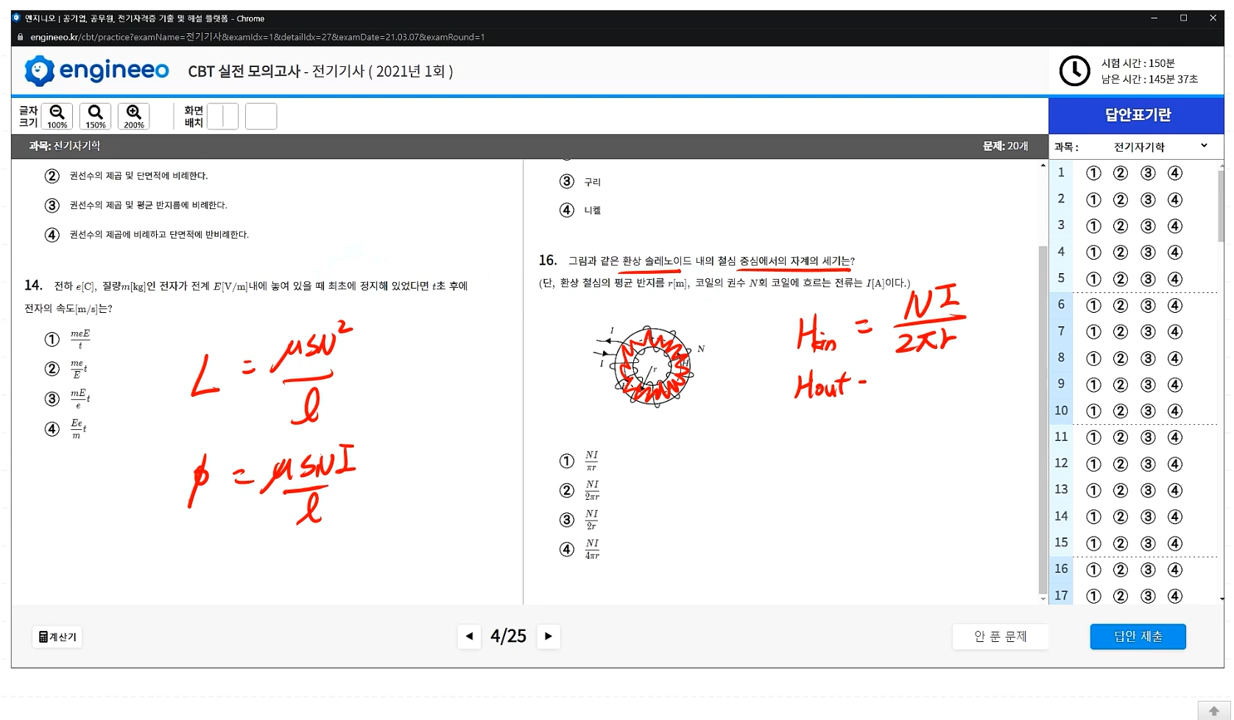 엔지니오 | 공기업, 공무원, 전기자격증 기출 및 해설 플랫폼 - Chrome
engineeo.kr/cbt/practice?examName=전기기사&examIdx=1&detailIdx=27&examDate=21.03.07&examRound=1
engineeo CBT 실전 모의고사 - 전기기사 ( 2021년 1회 )
시험 시간 : 150분
남은 시간 : 145분 37초
글자 크기 100% 150% 200% 화면 배치
답안표기란
과목: 전기자기학 문제: 20개
과목 : 전기자기학
② 권선수의 제곱 및 단면적에 비례한다.
③ 권선수의 제곱 및 평균 반지름에 비례한다.
④ 권선수의 제곱에 비례하고 단면적에 반비례한다.
14. 전하 e[C], 질량m[kg]인 전자가 전계 E[V/m]내에 놓여 있을 때 최초에 정지해 있었다면 t초 후에
전자의 속도[m/s]는?
① meE/t
② me/E t
③ mE/e t
④ Ee/m t
L = μSN²/l
φ = μSNI/l
③ 구리
④ 니켈
16. 그림과 같은 환상 솔레노이드 내의 철심 중심에서의 자계의 세기는?
(단, 환상 철심의 평균 반지름 r[m], 코일의 권수 N회 코일에 흐르는 전류는 I[A]이다.)
I
I
N
r
Hin = NI/2πr
Hout -
① NI/πr
② NI/2πr
③ NI/2r
④ NI/4πr
1 ① ② ③ ④
2 ① ② ③ ④
3 ① ② ③ ④
4 ① ② ③ ④
5 ① ② ③ ④
6 ① ② ③ ④
7 ① ② ③ ④
8 ① ② ③ ④
9 ① ② ③ ④
10 ① ② ③ ④
11 ① ② ③ ④
12 ① ② ③ ④
13 ① ② ③ ④
14 ① ② ③ ④
15 ① ② ③ ④
16 ① ② ③ ④
17 ① ② ③ ④
계산기
4/25
안 푼 문제
답안 제출